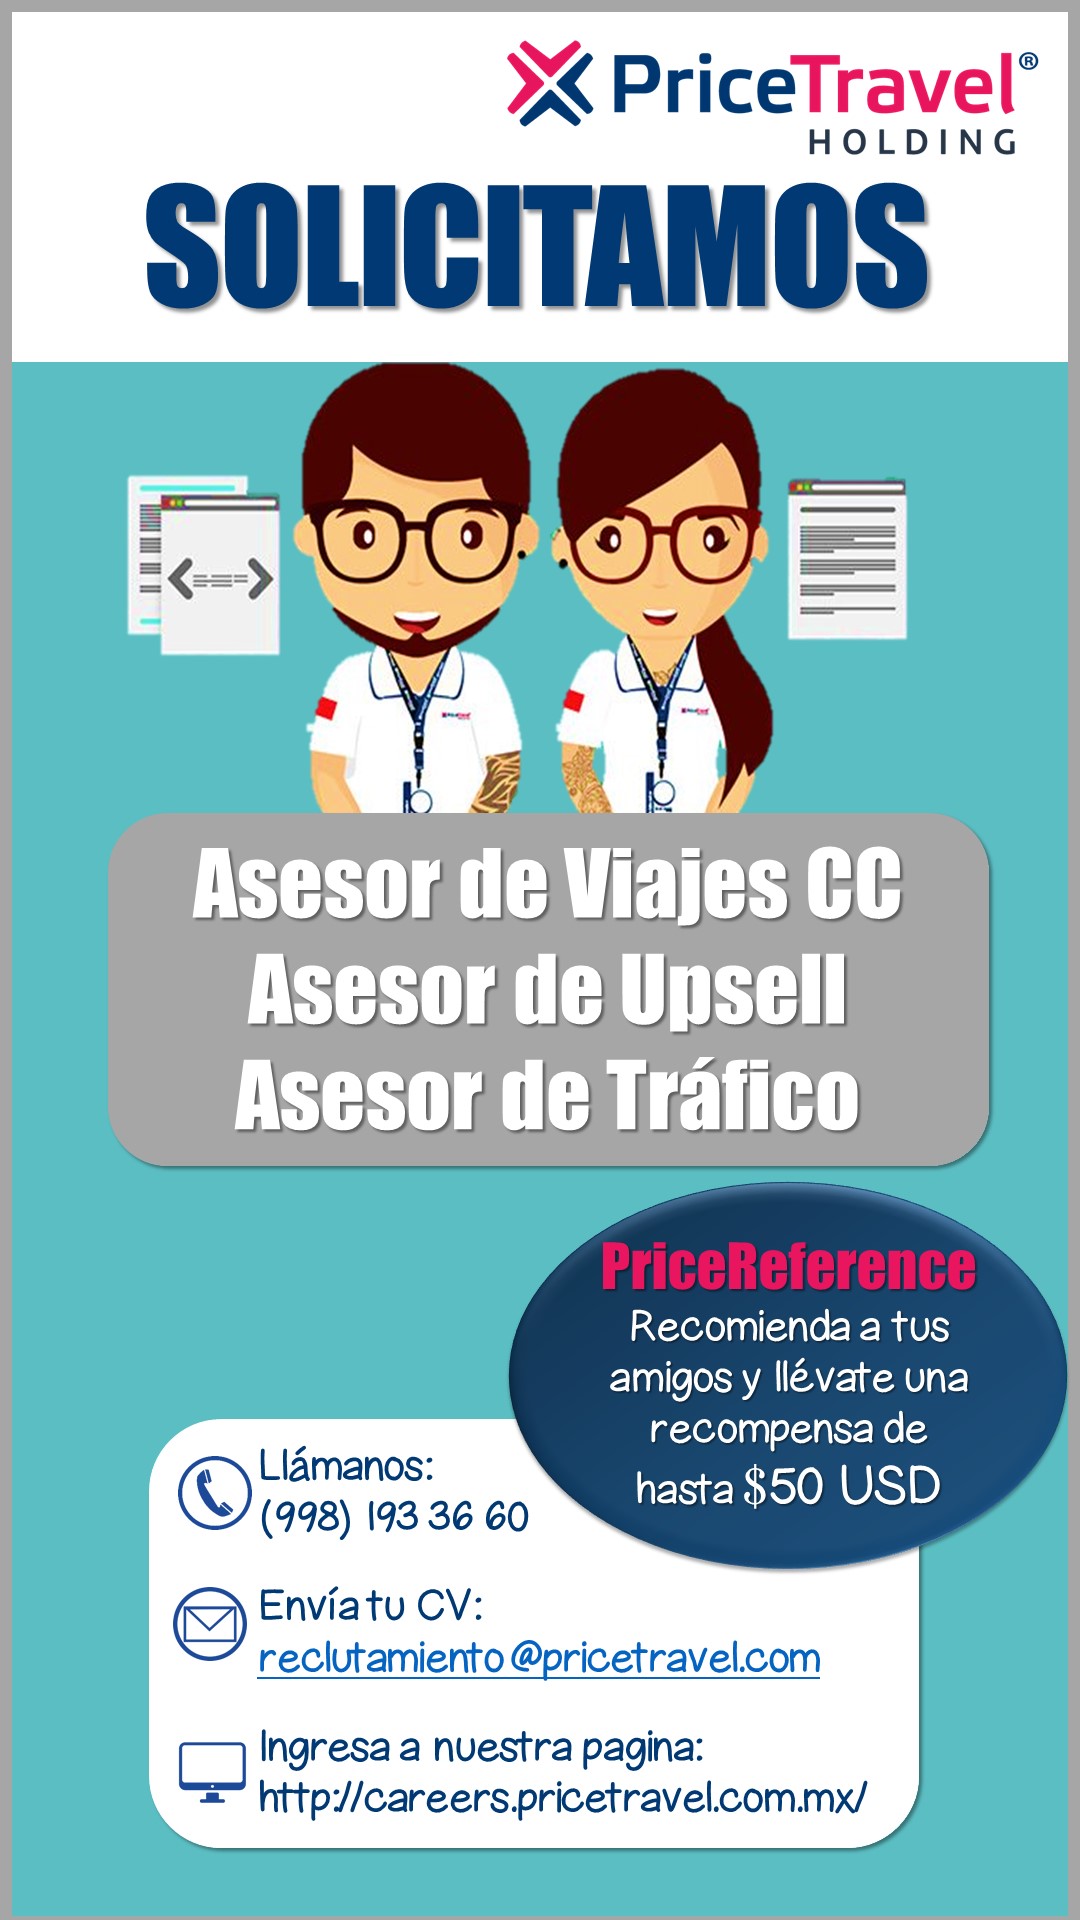 PriceTravel®
HOLDING
SOLICITAMOS
Asesor de Viajes CC
Asesor de Upsell
Asesor de Tráfico
PriceReference
Recomienda a tus
amigos y llévate una
recompensa de
hasta $50 USD
Llámanos:
(998) 193 36 60
Envía tu CV:
reclutamiento@pricetravel.com
Ingresa a nuestra pagina:
http://careers.pricetravel.com.mx/